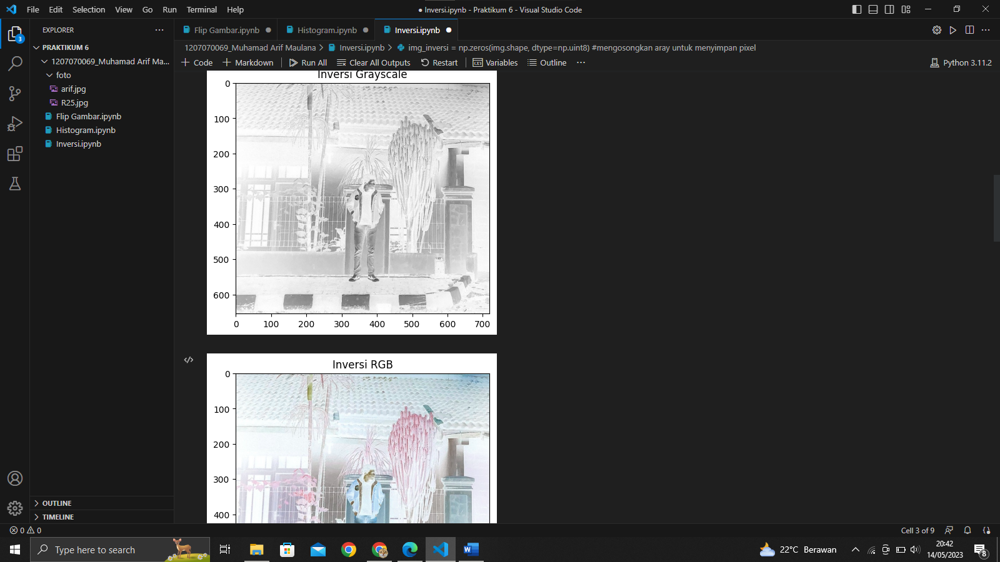 File Edit Selection View Go Run Terminal Help
● Inversi.ipynb - Praktikum 6 - Visual Studio Code
EXPLORER
Flip Gambar.ipynb
Histogram.ipynb
Inversi.ipynb
3
PRAKTIKUM 6
1207070069_Muhamad Arif Ma...
foto
arif.jpg
R25.jpg
Flip Gambar.ipynb
Histogram.ipynb
Inversi.ipynb
OUTLINE
TIMELINE
1207070069_Muhamad Arif Maulana > Inversi.ipynb > img_inversi = np.zeros(img.shape, dtype=np.uint8) #mengosongkan aray untuk menyimpan pixel
+ Code + Markdown Run All Clear All Outputs Restart Variables Outline ...
Python 3.11.2
Inversi Grayscale
0
100
200
300
400
500
600
0 100 200 300 400 500 600 700
Inversi RGB
0
100
200
300
400
0 0
Cell 3 of 9
Type here to search
22°C Berawan
20:42
14/05/2023
8